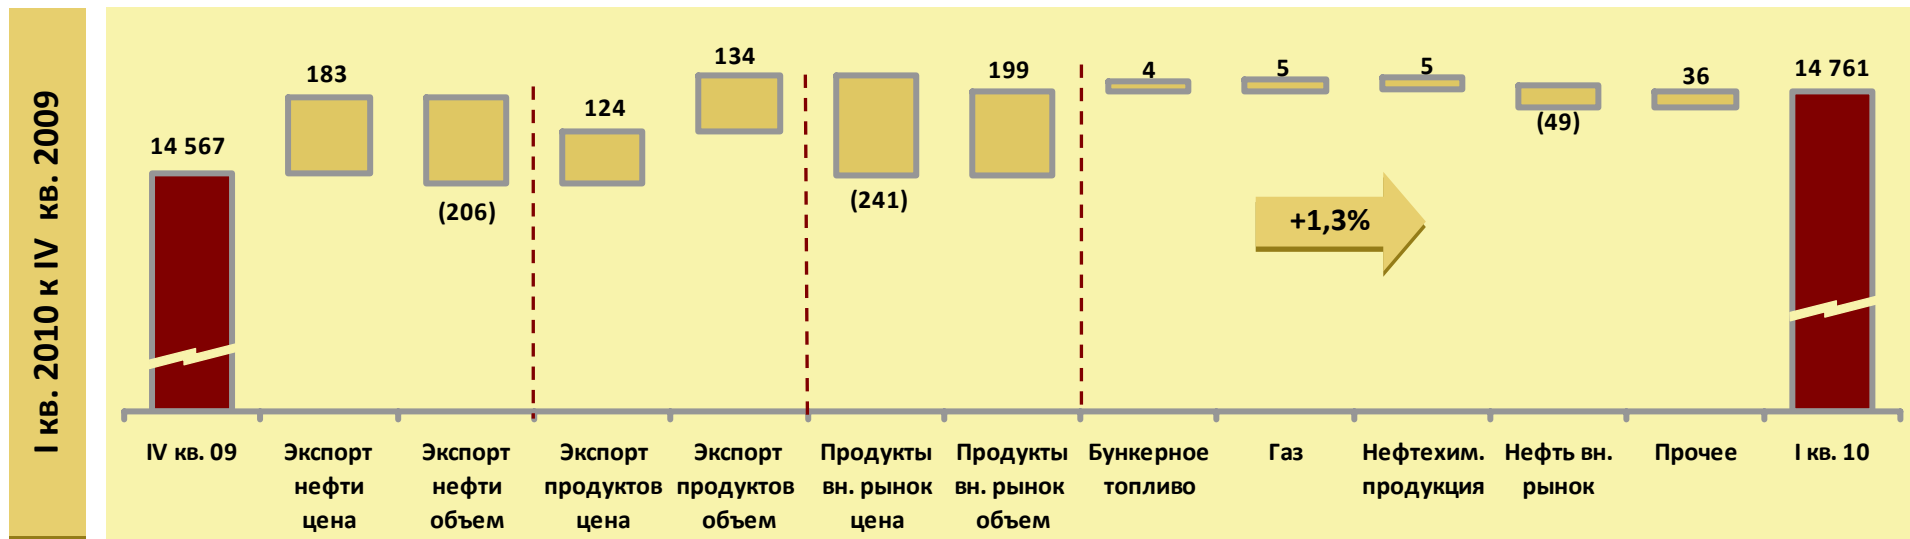 I кв. 2010 к IV кв. 2009
14 567
183
(206)
124
134
(241)
199
4
5
5
(49)
36
14 761
+1,3%
IV кв. 09
Экспорт
нефти
цена
Экспорт
нефти
объем
Экспорт
продуктов
цена
Экспорт
продуктов
объем
Продукты
вн. рынок
цена
Продукты
вн. рынок
объем
Бункерное
топливо
Газ
Нефтехим.
продукция
Нефть вн.
рынок
Прочее
I кв. 10